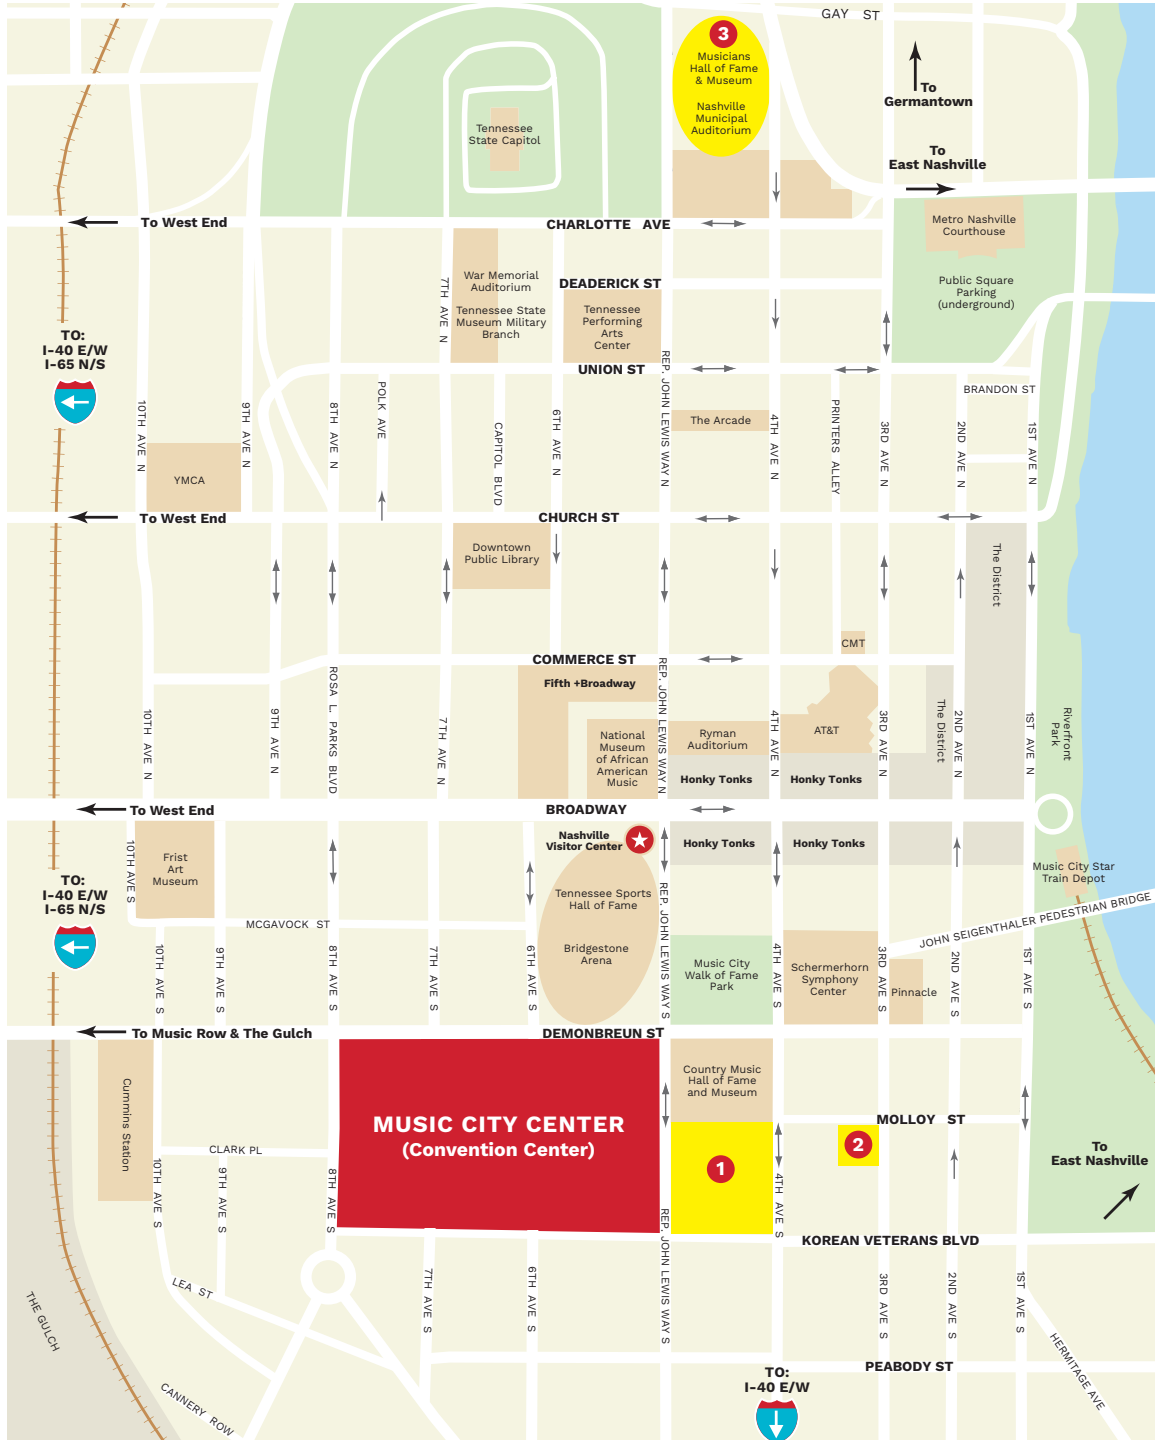 GAY ST
3
Musicians
Hall of Fame
& Museum
Nashville
Municipal
Auditorium
To
Germantown
Tennessee
State Capitol
To
East Nashville
To West End
CHARLOTTE AVE
Metro Nashville
Courthouse
War Memorial
Auditorium
Tennessee State
Museum Military
Branch
7TH AVE N
DEADERICK ST
Tennessee
Performing
Arts
Center
Public Square
Parking
(underground)
TO:
I-40 E/W
I-65 N/S
UNION ST
BRANDON ST
10TH AVE N
9TH AVE N
8TH AVE N
POLK AVE
CAPITOL BLVD
6TH AVE N
REP. JOHN LEWIS WAY N
The Arcade
4TH AVE N
PRINTERS ALLEY
3RD AVE N
2ND AVE N
1ST AVE N
YMCA
To West End
CHURCH ST
Downtown
Public Library
The District
CMT
COMMERCE ST
Fifth +Broadway
10TH AVE N
9TH AVE N
ROSA L. PARKS BLVD
7TH AVE N
National
Museum
of African
American
Music
REP. JOHN LEWIS WAY N
Ryman
Auditorium
4TH AVE N
AT&T
3RD AVE N
The District
2ND AVE N
1ST AVE N
Riverfront
Park
Honky Tonks
Honky Tonks
To West End
BROADWAY
Nashville
Visitor Center
Honky Tonks
Honky Tonks
10TH AVE S
Frist
Art
Museum
Music City Star
Train Depot
TO:
I-40 E/W
I-65 N/S
Tennessee Sports
Hall of Fame
Bridgestone
Arena
REP. JOHN LEWIS WAY S
MCGAVOCK ST
JOHN SEIGENTHALER PEDESTRIAN BRIDGE
10TH AVE S
9TH AVE S
8TH AVE S
7TH AVE S
6TH AVE S
Music City
Walk of Fame
Park
4TH AVE S
Schermerhorn
Symphony
Center
3RD AVE S
Pinnacle
2ND AVE S
1ST AVE S
To Music Row & The Gulch
DEMONBREUN ST
Cummins Station
Country Music
Hall of Fame
and Museum
MUSIC CITY CENTER
(Convention Center)
MOLLOY ST
1
2
CLARK PL
10TH AVE S
9TH AVE S
8TH AVE S
4TH AVE S
To
East Nashville
REP. JOHN LEWIS WAY S
KOREAN VETERANS BLVD
LEA ST
7TH AVE S
6TH AVE S
3RD AVE S
2ND AVE S
1ST AVE S
THE GULCH
HERMITAGE AVE
CANNERY ROW
PEABODY ST
TO:
I-40 E/W